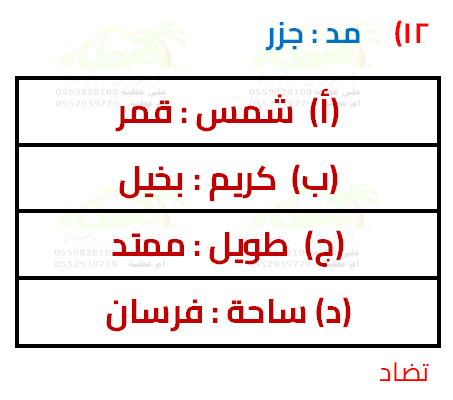 ١٢) مد : جزر
(أ) شمس : قمر
(ب) كريم : بخيل
(ج) طويل : ممتد
(د) ساحة : فرسان
تضاد